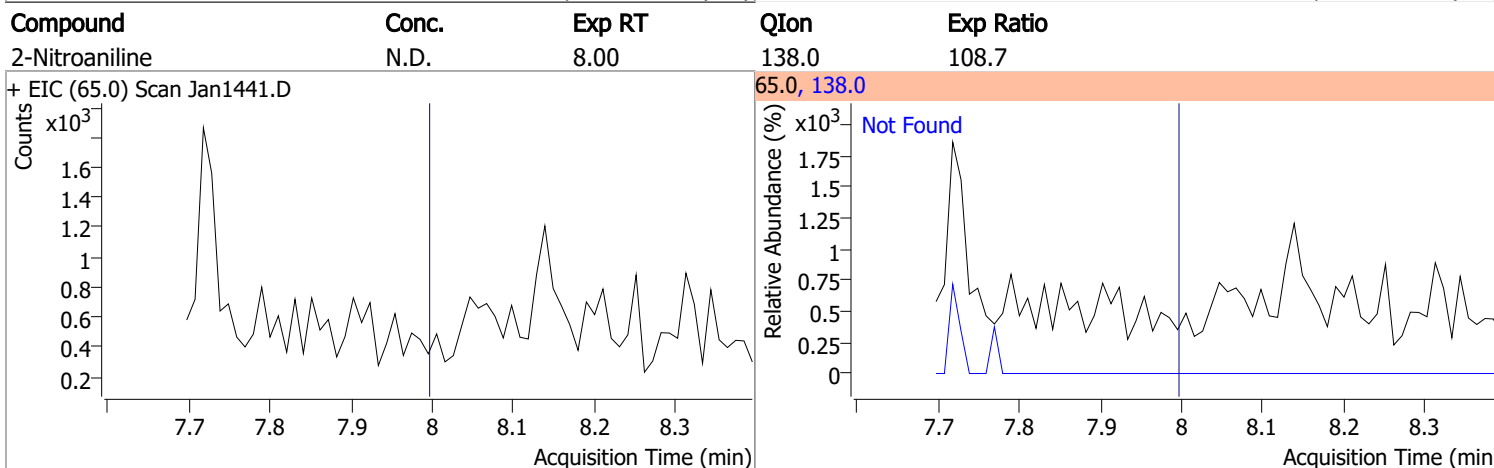 Compound Conc. Exp RT QIon Exp Ratio
2-Nitroaniline N.D. 8.00 138.0 108.7
+ EIC (65.0) Scan Jan1441.D
Counts
x10³
1.6
1.4
1.2
1
0.8
0.6
0.4
0.2
7.7 7.8 7.9 8 8.1 8.2 8.3
Acquisition Time (min)
65.0, 138.0
Relative Abundance (%)
x10³
Not Found
1.75
1.5
1.25
1
0.75
0.5
0.25
0
7.7 7.8 7.9 8 8.1 8.2 8.3
Acquisition Time (min)